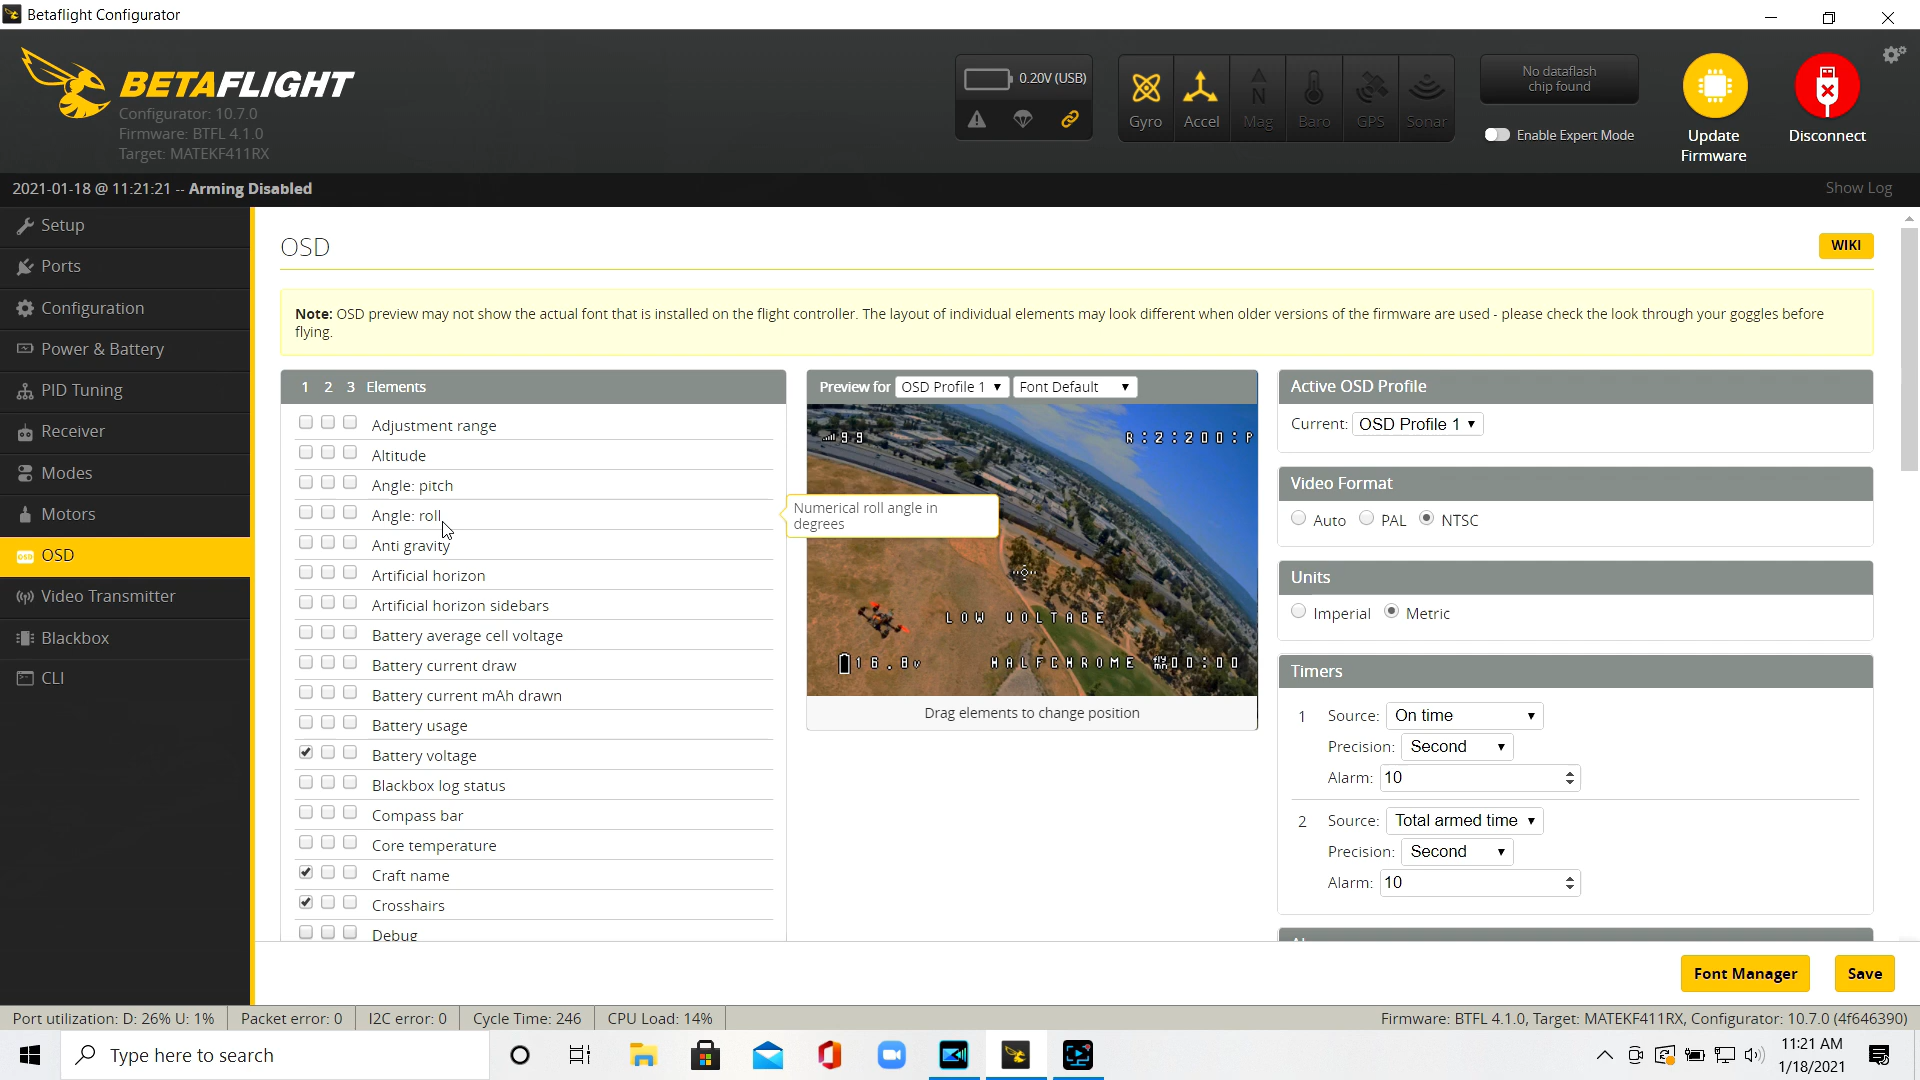 Betaflight Configurator
BETAFLIGHT
Configurator: 10.7.0
Firmware: BTFL 4.1.0
Target: MATEKF411RX
0.20V (USB)
Gyro
Accel
Mag
Baro
GPS
Sonar
No dataflash
chip found
Enable Expert Mode
Update
Firmware
Disconnect
2021-01-18 @ 11:21:21 -- Arming Disabled
Show Log
Setup
Ports
Configuration
Power & Battery
PID Tuning
Receiver
Modes
Motors
OSD
Video Transmitter
Blackbox
CLI
OSD
WIKI
Note: OSD preview may not show the actual font that is installed on the flight controller. The layout of individual elements may look different when older versions of the firmware are used - please check the look through your goggles before
flying.
1 2 3 Elements
Adjustment range
Altitude
Angle: pitch
Angle: roll
Anti gravity
Artificial horizon
Artificial horizon sidebars
Battery average cell voltage
Battery current draw
Battery current mAh drawn
Battery usage
Battery voltage
Blackbox log status
Compass bar
Core temperature
Craft name
Crosshairs
Debug
Numerical roll angle in
degrees
Preview for OSD Profile 1 Font Default
99
R:2:200:P
LOW VOLTAGE
16.8v
HALFCHROME
00:00
Drag elements to change position
Active OSD Profile
Current: OSD Profile 1
Video Format
Auto PAL NTSC
Units
Imperial Metric
Timers
1 Source: On time
Precision: Second
Alarm: 10
2 Source: Total armed time
Precision: Second
Alarm: 10
Font Manager
Save
Port utilization: D: 26% U: 1%
Packet error: 0
I2C error: 0
Cycle Time: 246
CPU Load: 14%
Firmware: BTFL 4.1.0, Target: MATEKF411RX, Configurator: 10.7.0 (4f646390)
Type here to search
11:21 AM
1/18/2021